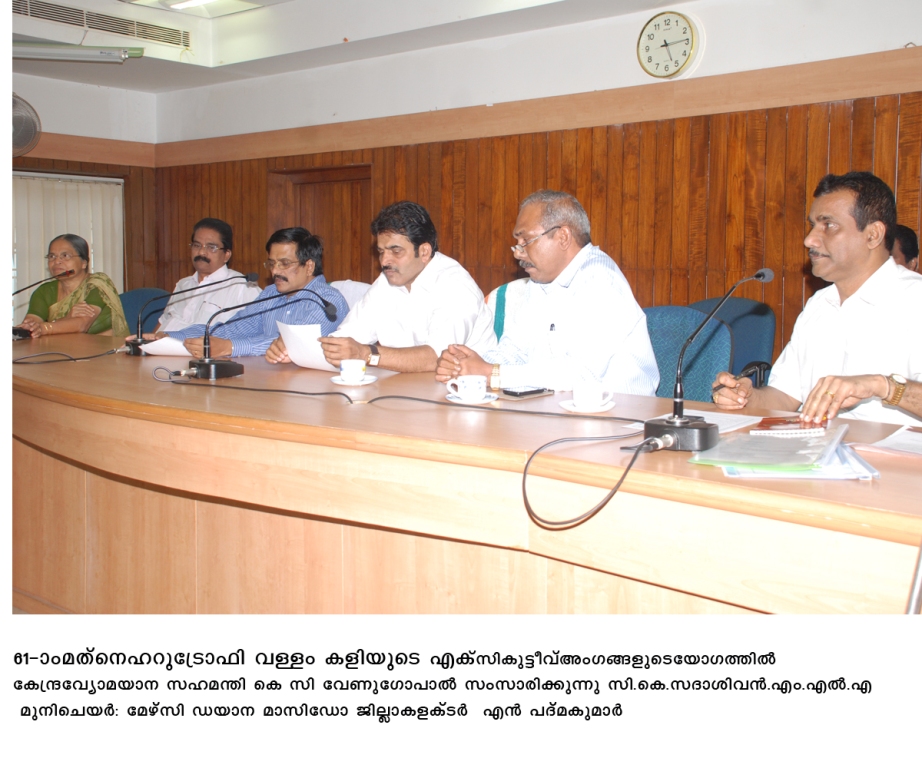 61-ാംമത്നെഹറുട്രോഫി വള്ളം കളിയുടെ എക്സികുട്ടീവ്അംഗങ്ങളുടെയോഗത്തിൽ
കേന്ദ്രവ്യോമയാന സഹമന്തി കെ സി വേണുഗോപാൽ സംസാരിക്കുന്നു സി.കെ.സദാശിവൻ.എം.എൽ.എ
മുനിചെയർ: മേഴ്സി ഡയാന മാസിഡോ ജില്ലാകളക്ടർ എൻ പദ്മകുമാർ